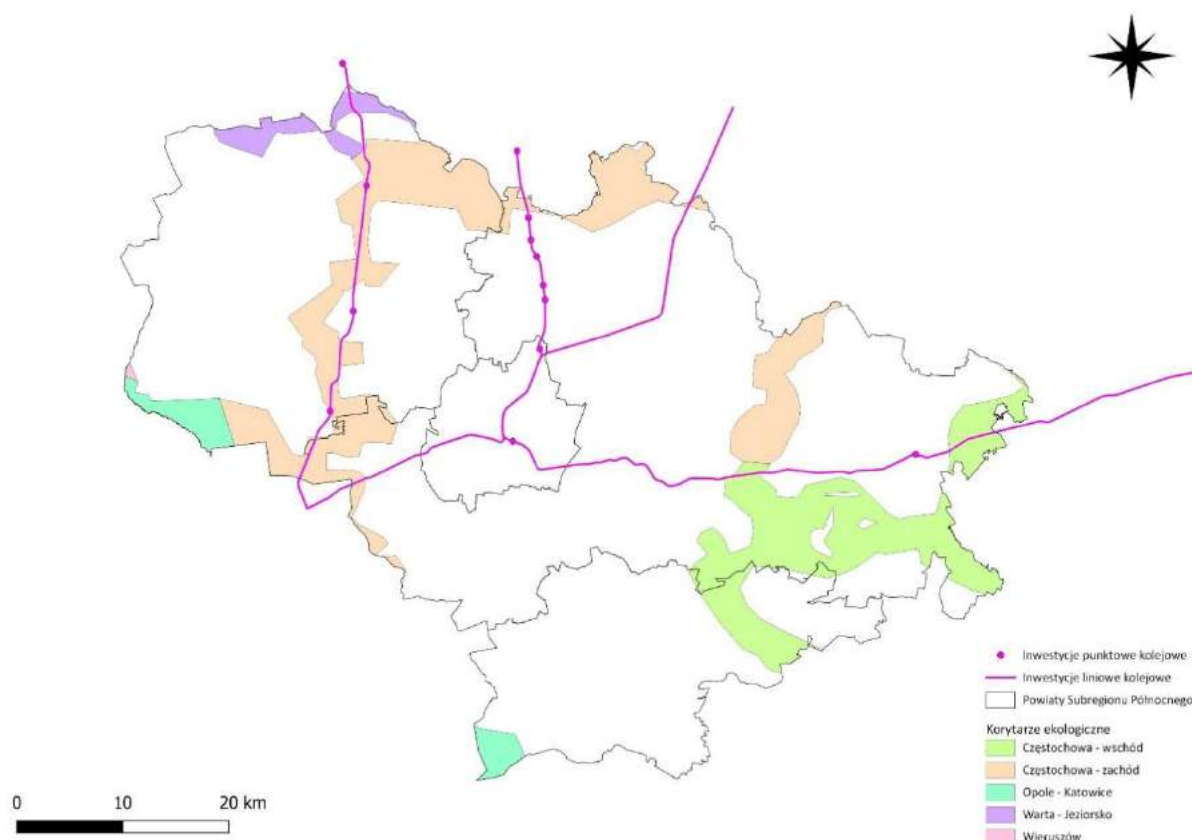 Inwestycje punktowe kolejowe
Inwestycje liniowe kolejowe
Powiaty Subregionu Północnego
Korytarze ekologiczne
Częstochowa - wschód
Częstochowa - zachód
Opole - Katowice
Warta - Jeziorsko
Wieruszów
0 10 20 km